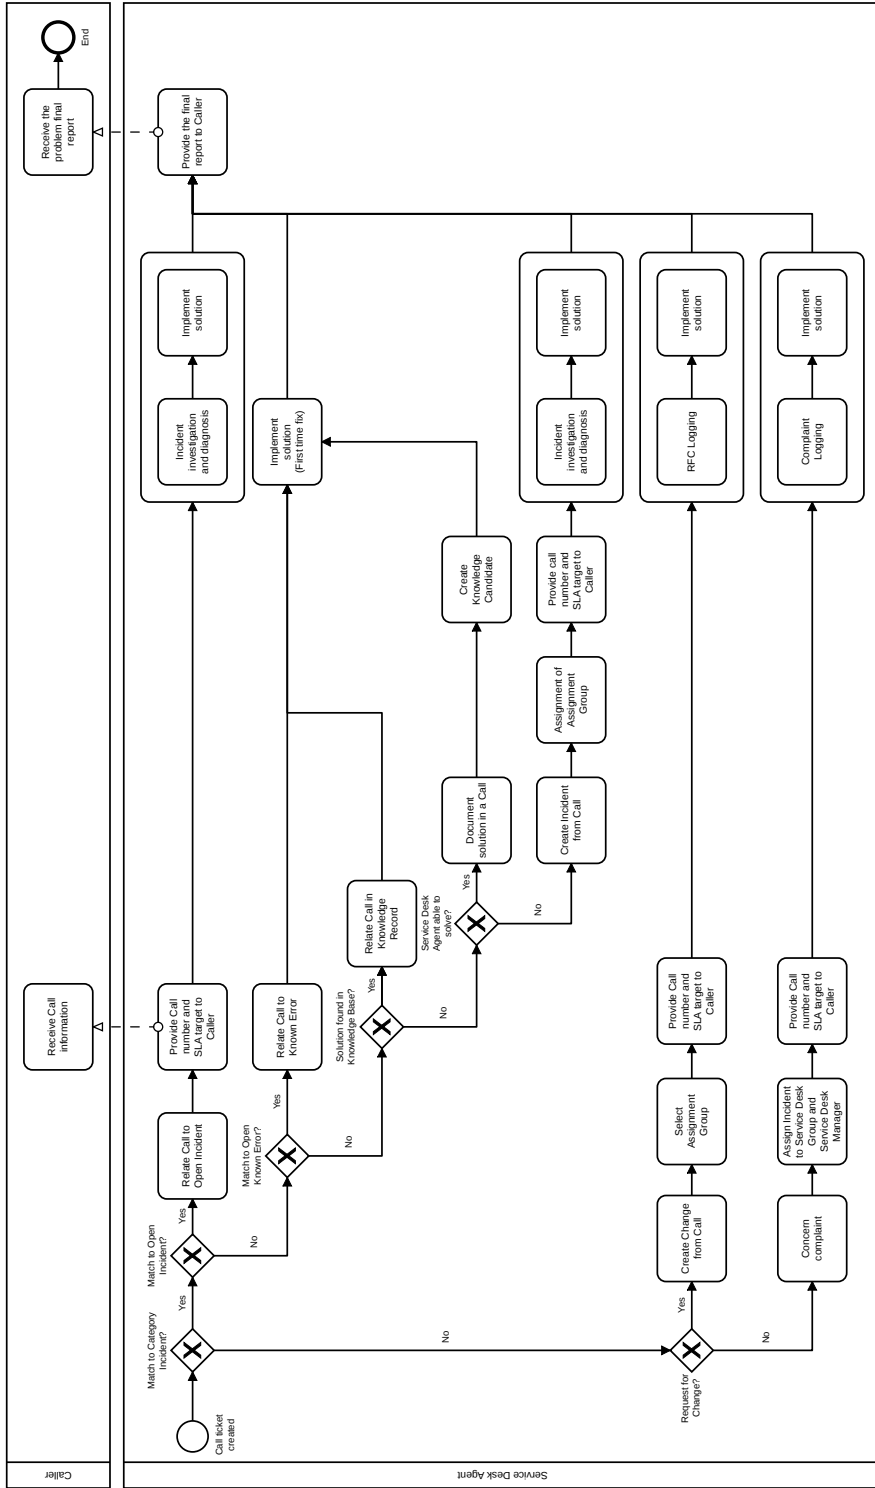 Caller
Receive Call
information
Receive the
problem final
report
End
Service Desk Agent
Call ticket
created
Match to Category
Incident?
Yes
No
Match to Open
Incident?
Yes
No
Relate Call to
Open Incident
Provide Call
number and
SLA target to
Caller
Incident
investigation
and diagnosis
Implement
solution
Provide the final
report to Caller
Match to Open
Known Error?
Yes
No
Relate Call to
Known Error
Implement
solution
(First time fix)
Solution found in
Knowledge Base?
Yes
No
Relate Call in
Knowledge
Record
Service Desk
Agent able to
solve?
Yes
No
Document
solution in a Call
Create
Knowledge
Candidate
Create Incident
from Call
Assignment of
Assignment
Group
Provide call
number and
SLA target to
Caller
Incident
investigation
and diagnosis
Implement
solution
Request for
Change?
Yes
No
Create Change
from Call
Select
Assignment
Group
Provide Call
number and
SLA target to
Caller
RFC Logging
Implement
solution
Concern
complaint
Assign Incident
to Service Desk
Group and
Service Desk
Manager
Provide Call
number and
SLA target to
Caller
Complaint
Logging
Implement
solution